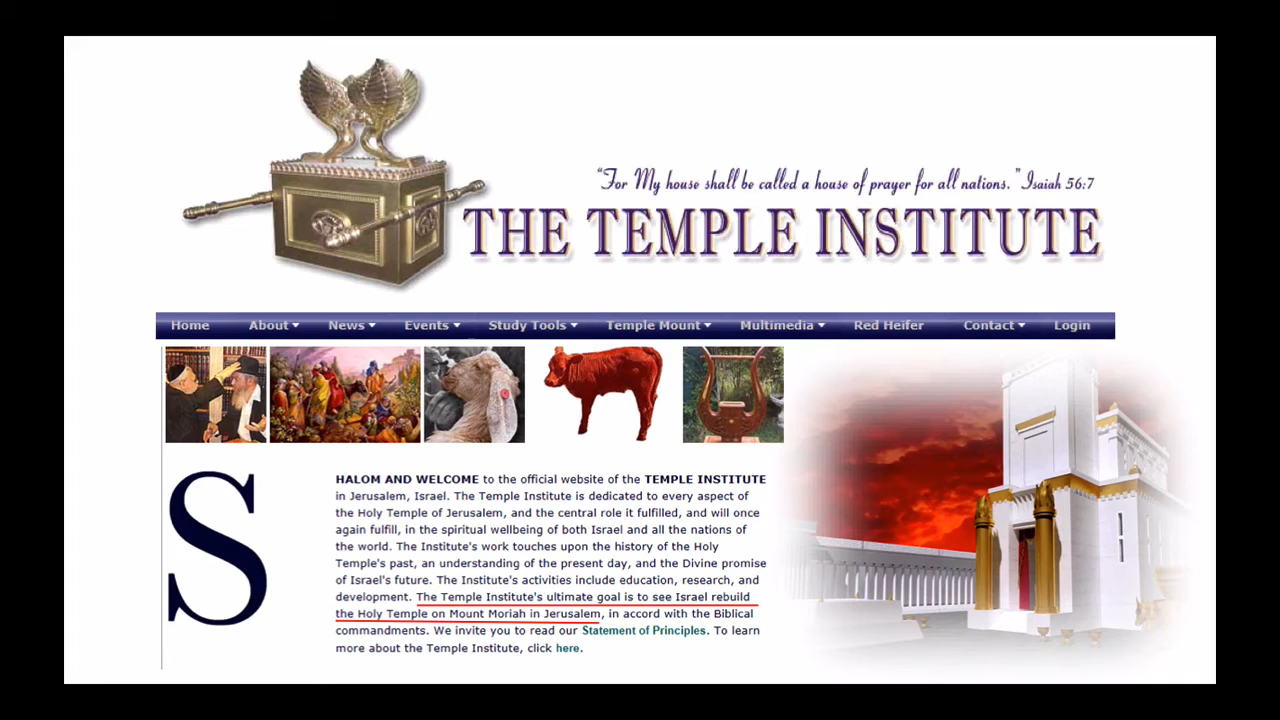 "For My house shall be called a house of prayer for all nations." Isaiah 56:7
THE TEMPLE INSTITUTE
Home About News Events Study Tools Temple Mount Multimedia Red Heifer Contact Login
SHALOM AND WELCOME to the official website of the TEMPLE INSTITUTE
in Jerusalem, Israel. The Temple Institute is dedicated to every aspect of
the Holy Temple of Jerusalem, and the central role it fulfilled, and will once
again fulfill, in the spiritual wellbeing of both Israel and all the nations of
the world. The Institute's work touches upon the history of the Holy
Temple's past, an understanding of the present day, and the Divine promise
of Israel's future. The Institute's activities include education, research, and
development. The Temple Institute's ultimate goal is to see Israel rebuild
the Holy Temple on Mount Moriah in Jerusalem, in accord with the Biblical
commandments. We invite you to read our Statement of Principles. To learn
more about the Temple Institute, click here.